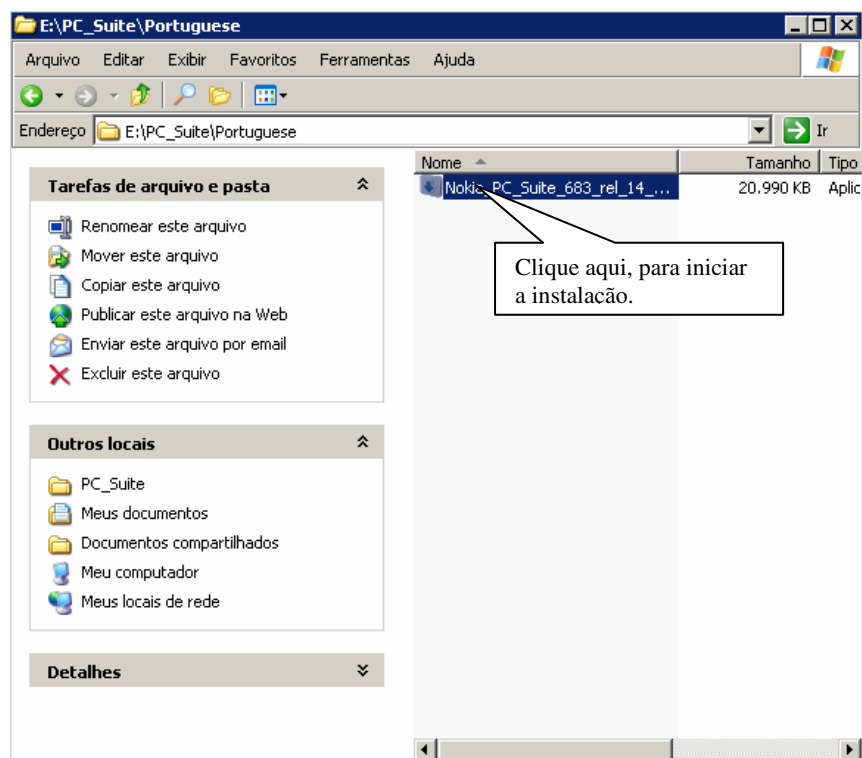 E:\PC_Suite\Portuguese
Arquivo Editar Exibir Favoritos Ferramentas Ajuda
Endereço E:\PC_Suite\Portuguese Ir
Tarefas de arquivo e pasta
Renomear este arquivo
Mover este arquivo
Copiar este arquivo
Publicar este arquivo na Web
Enviar este arquivo por email
Excluir este arquivo
Outros locais
PC_Suite
Meus documentos
Documentos compartilhados
Meu computador
Meus locais de rede
Detalhes
Nome Tamanho Tipo
Nokia_PC_Suite_683_rel_14_... 20.990 KB Aplic
Clique aqui, para iniciar
a instalacão.